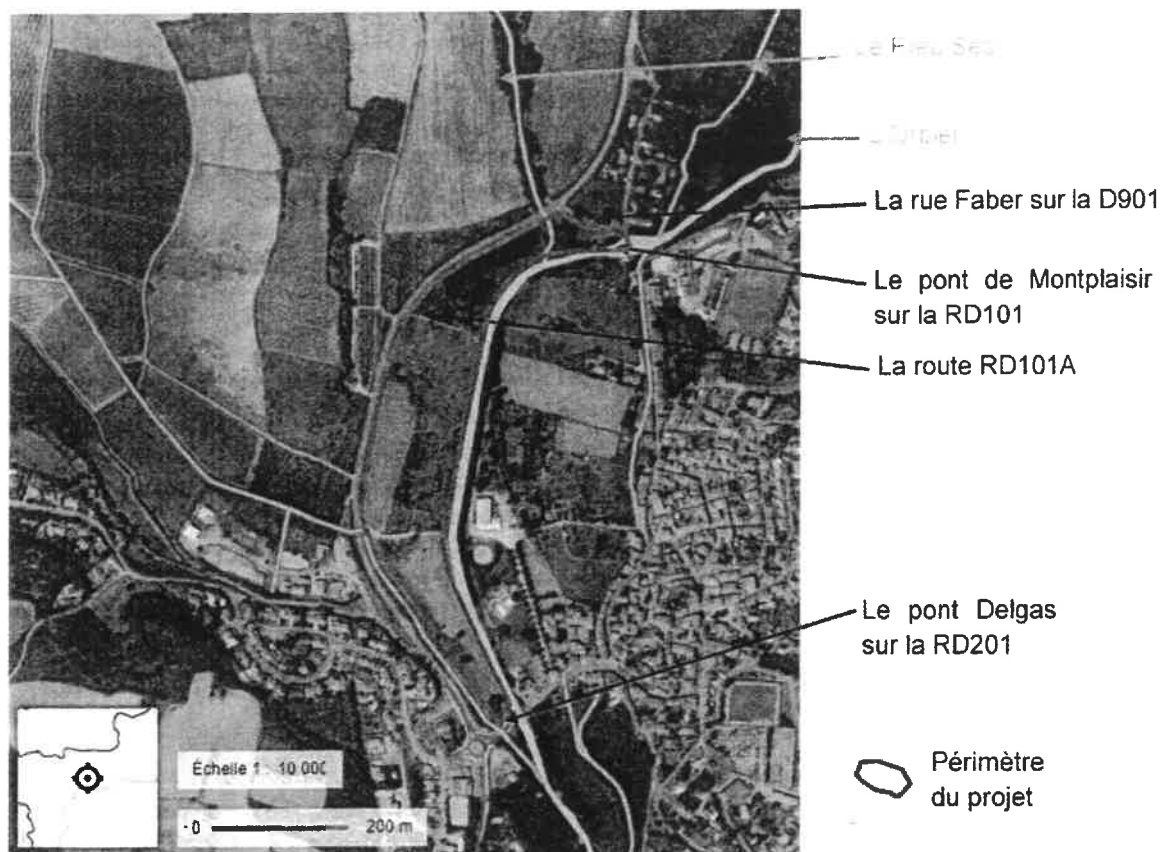 La rue Faber sur la D901
Le pont de Montplaisir
sur la RD101
La route RD101A
Le pont Delgas
sur la RD201
Périmètre
du projet
Échelle 1 : 10 000
0 200 m